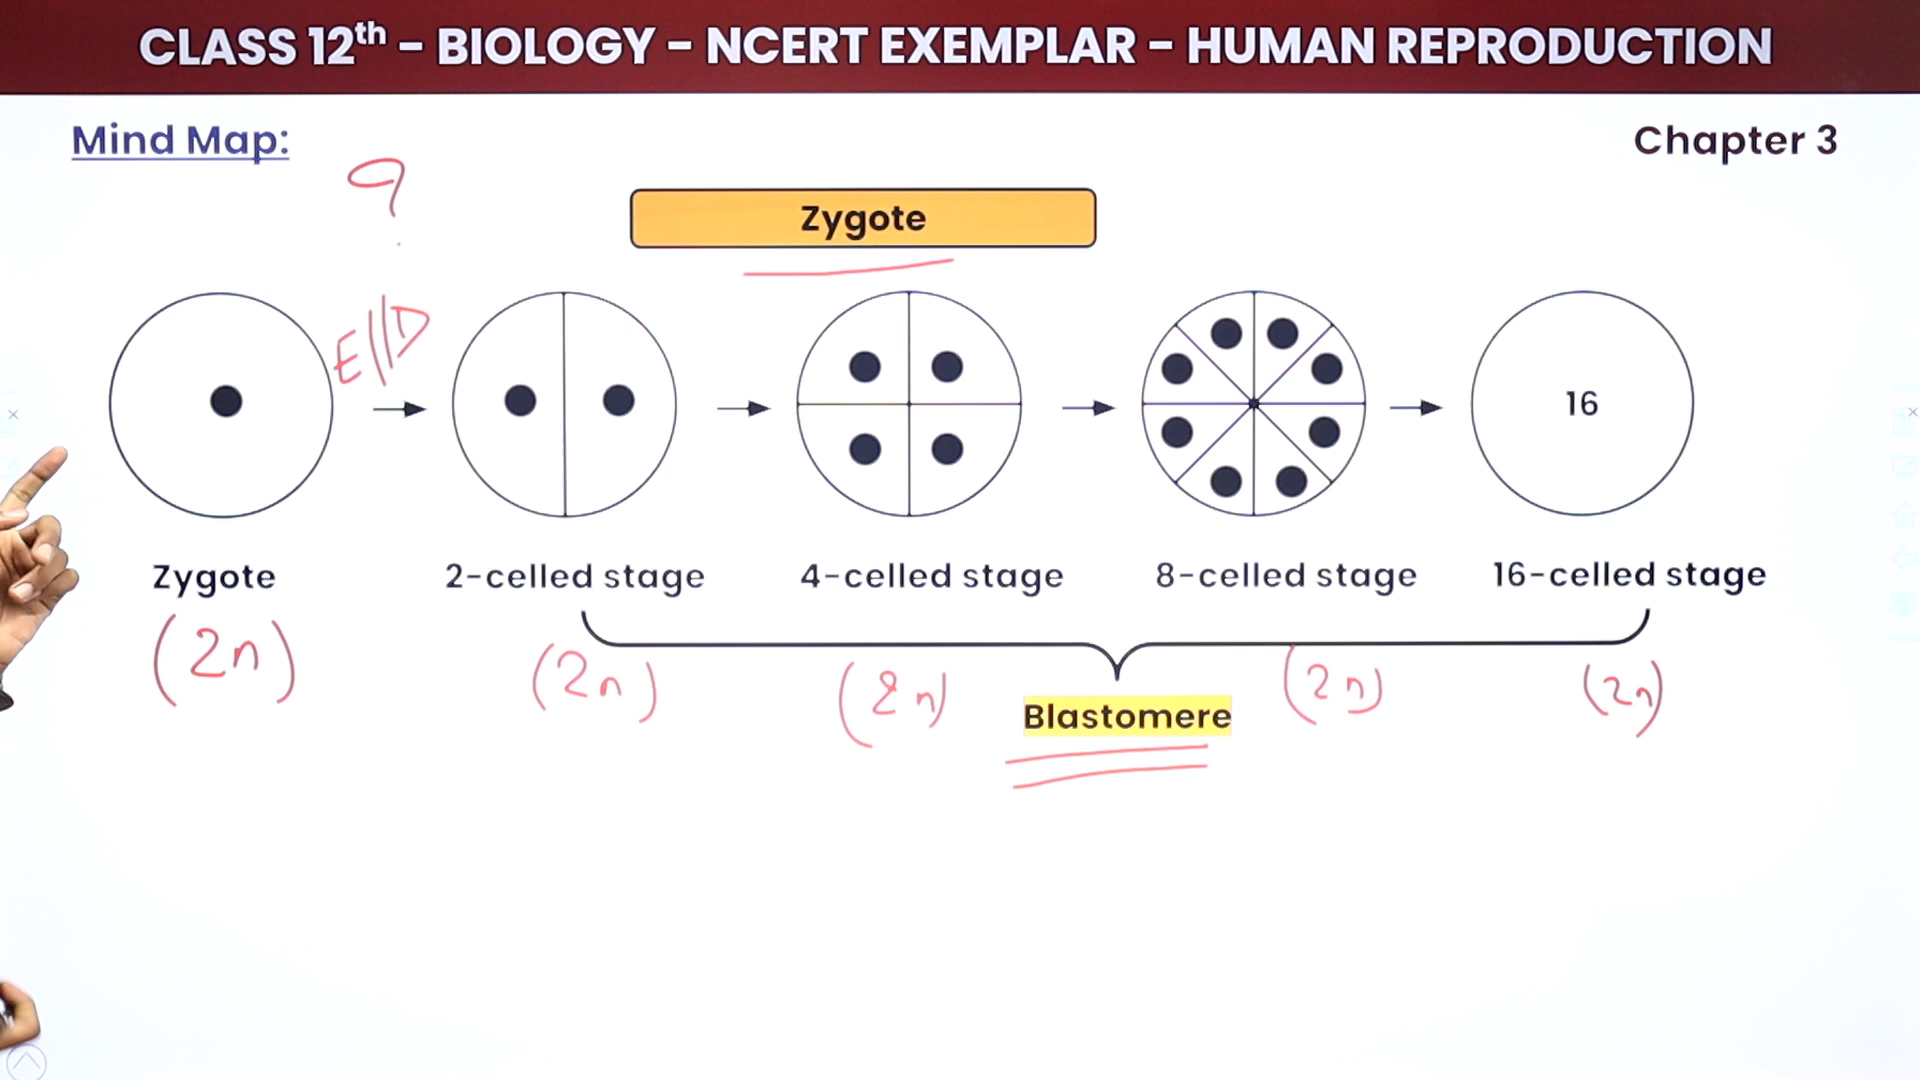 CLASS 12th – BIOLOGY – NCERT EXEMPLAR – HUMAN REPRODUCTION
Mind Map:
Chapter 3
9
Zygote
E||D
16
Zygote
2-celled stage
4-celled stage
8-celled stage
16-celled stage
(2n)
(2n)
(2n)
(2n)
(2n)
Blastomere